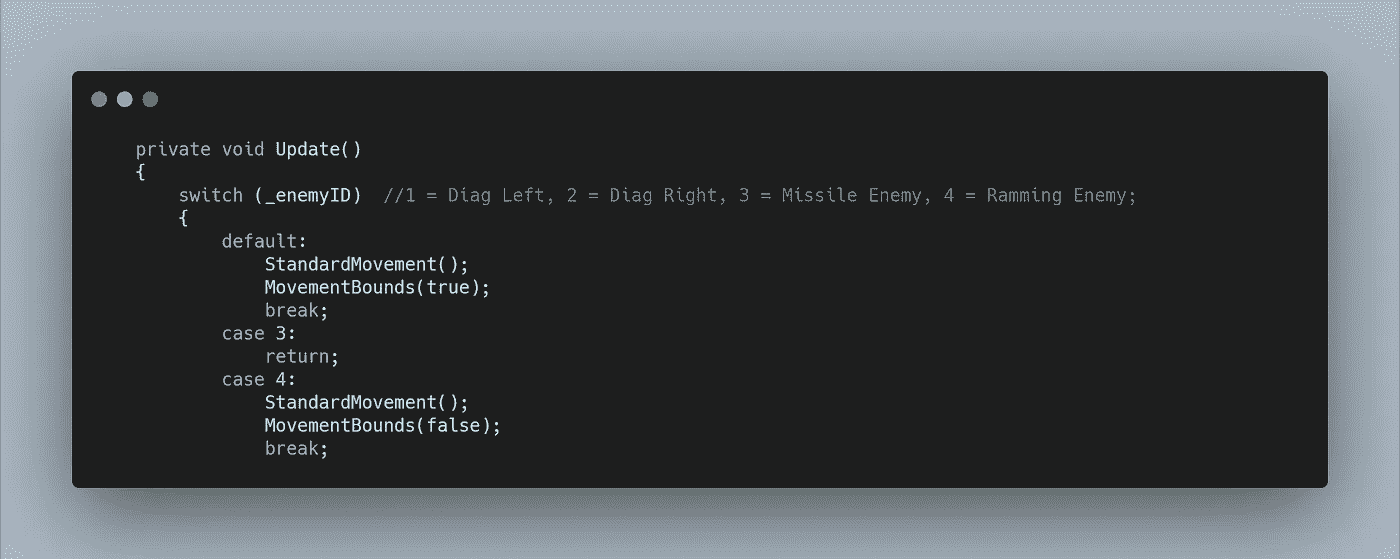 private void Update()
{
switch (_enemyID)  //1 = Diag Left, 2 = Diag Right, 3 = Missile Enemy, 4 = Ramming Enemy;
{
default:
StandardMovement();
MovementBounds(true);
break;
case 3:
return;
case 4:
StandardMovement();
MovementBounds(false);
break;